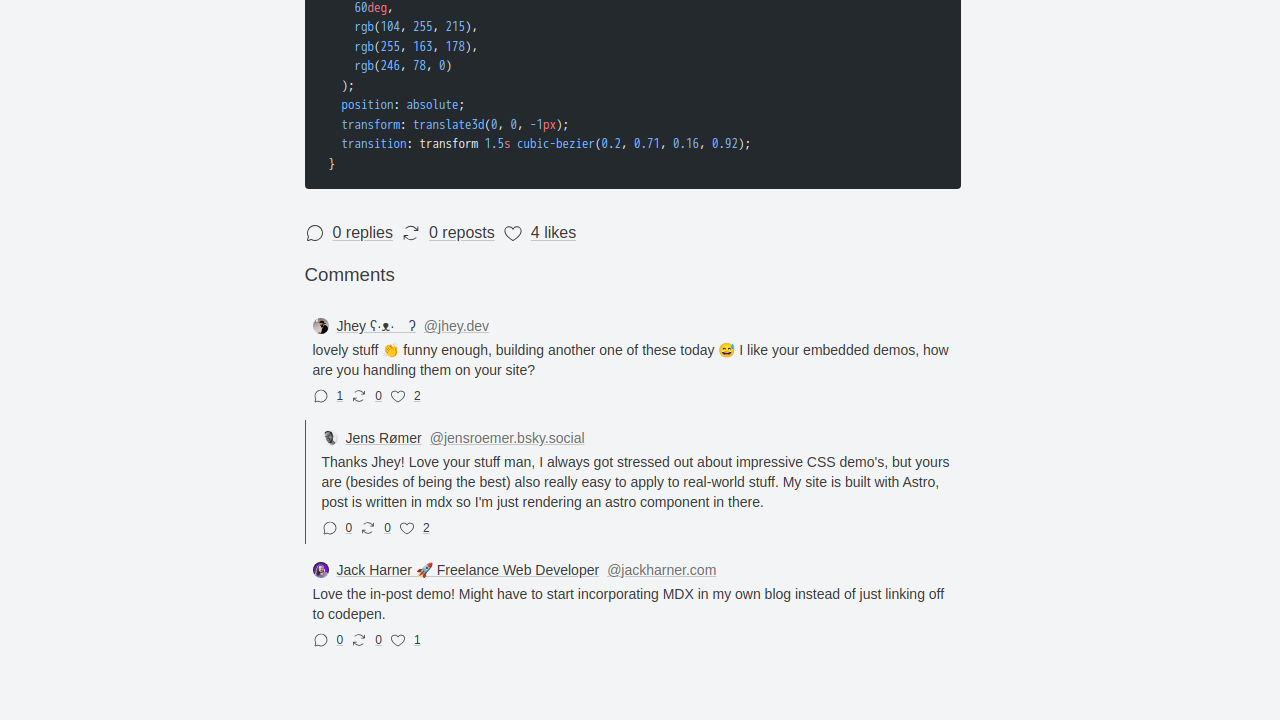 60deg,
rgb(104, 255, 215),
rgb(255, 163, 178),
rgb(246, 78, 0)
);
position: absolute;
transform: translate3d(0, 0, -1px);
transition: transform 1.5s cubic-bezier(0.2, 0.71, 0.16, 0.92);
}
0 replies 0 reposts 4 likes
Comments
Jhey ʕ·ᴥ·ʔ @jhey.dev
lovely stuff 👏 funny enough, building another one of these today 😅 I like your embedded demos, how
are you handling them on your site?
1 0 2
Jens Rømer @jensroemer.bsky.social
Thanks Jhey! Love your stuff man, I always got stressed out about impressive CSS demo's, but yours
are (besides of being the best) also really easy to apply to real-world stuff. My site is built with Astro,
post is written in mdx so I'm just rendering an astro component in there.
0 0 2
Jack Harner 🚀 Freelance Web Developer @jackharner.com
Love the in-post demo! Might have to start incorporating MDX in my own blog instead of just linking off
to codepen.
0 0 1